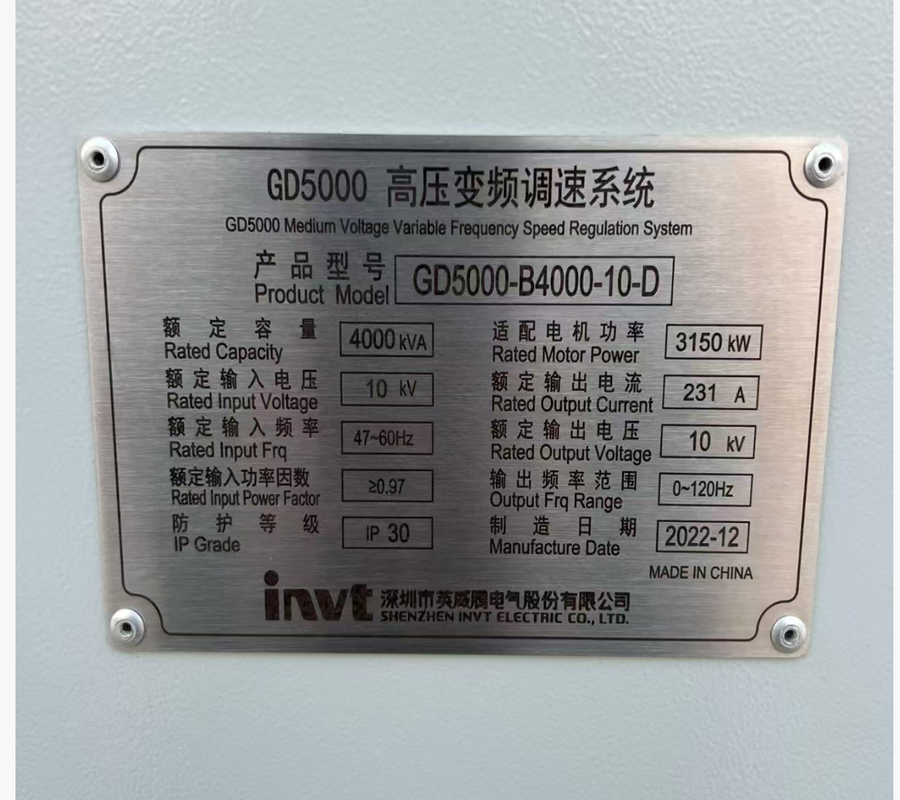 GD5000 高压变频调速系统
GD5000 Medium Voltage Variable Frequency Speed Regulation System
产品型号
Product Model GD5000-B4000-10-D
额定容量
Rated Capacity 4000 kVA
适配电机功率
Rated Motor Power 3150 kW
额定输入电压
Rated Input Voltage 10 kV
额定输出电流
Rated Output Current 231 A
额定输入频率
Rated Input Frq 47~60Hz
额定输出电压
Rated Output Voltage 10 kV
额定输入功率因数
Rated Input Power Factor ≥0.97
输出频率范围
Output Frq Range 0~120Hz
防护等级
IP Grade IP 30
制造日期
Manufacture Date 2022-12
MADE IN CHINA
invt 深圳市英威腾电气股份有限公司
SHENZHEN INVT ELECTRIC CO., LTD.